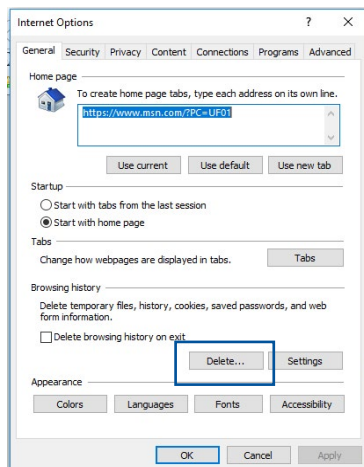 Internet Options ? X
General Security Privacy Content Connections Programs Advanced
Home page
To create home page tabs, type each address on its own line.
https://www.msn.com/?PC=UF01
Use current Use default Use new tab
Startup
Start with tabs from the last session
Start with home page
Tabs
Change how webpages are displayed in tabs. Tabs
Browsing history
Delete temporary files, history, cookies, saved passwords, and web
form information.
Delete browsing history on exit
Delete... Settings
Appearance
Colors Languages Fonts Accessibility
OK Cancel Apply